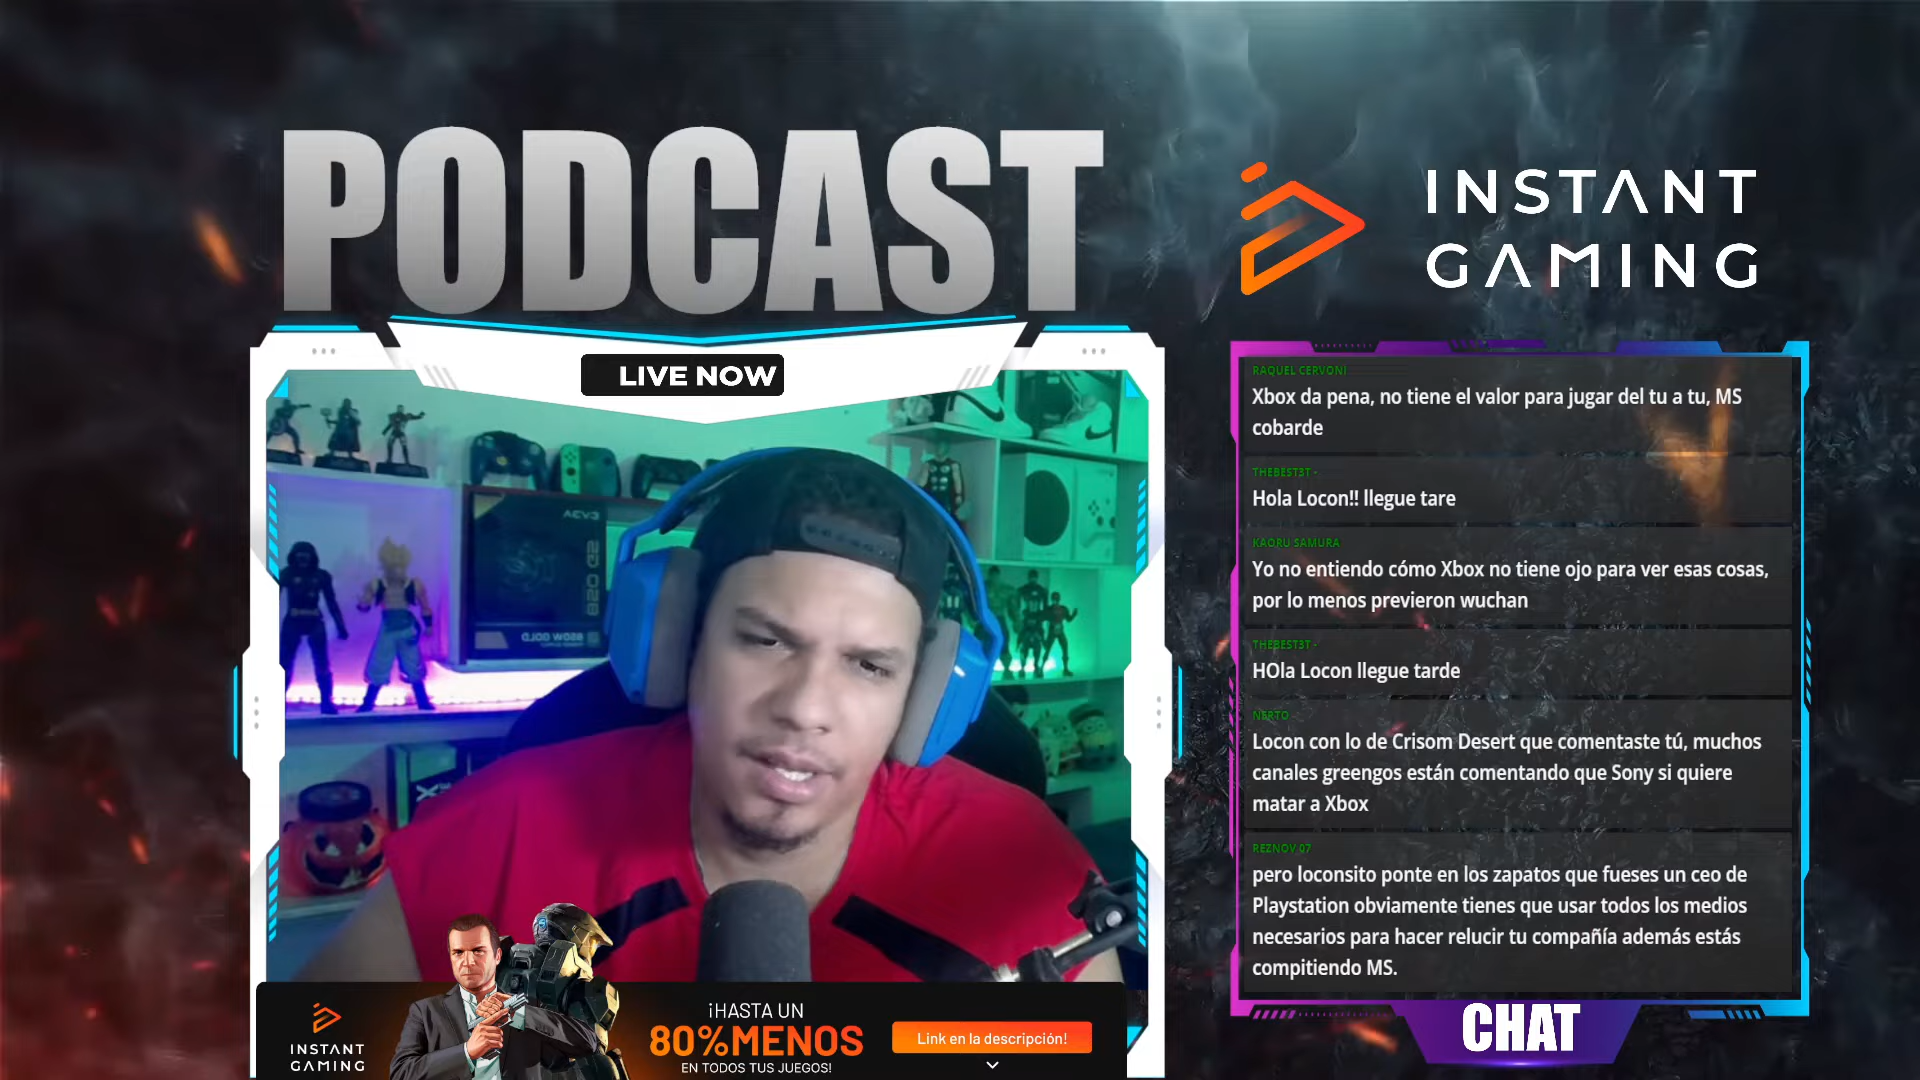 PODCAST
INSTANT
GAMING
LIVE NOW
RAQUEL CERVONI
Xbox da pena, no tiene el valor para jugar del tu a tu, MS
cobarde
THEBEST3T -
Hola Locon!! llegue tare
KAORU SAMURA
Yo no entiendo cómo Xbox no tiene ojo para ver esas cosas,
por lo menos previeron wuchan
THEBEST3T -
HOla Locon llegue tarde
NERTO -
Locon con lo de Crisom Desert que comentaste tú, muchos
canales greengos están comentando que Sony si quiere
matar a Xbox
REZNOV 07
pero loconsito ponte en los zapatos que fueses un ceo de
Playstation obviamente tienes que usar todos los medios
necesarios para hacer relucir tu compañía además estás
compitiendo MS.
CHAT
INSTANT
GAMING
¡HASTA UN
80%MENOS
EN TODOS TUS JUEGOS!
Link en la descripción!